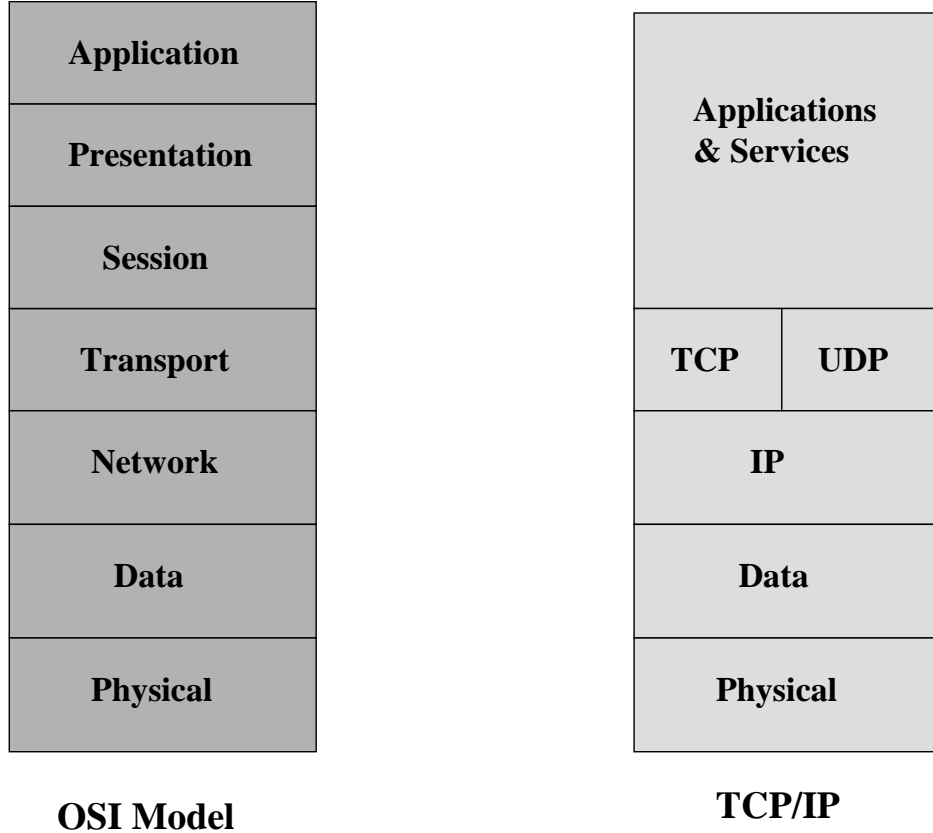 Application
Presentation
Session
Transport
Network
Data
Physical
OSI Model
Applications
& Services
TCP
UDP
IP
Data
Physical
TCP/IP